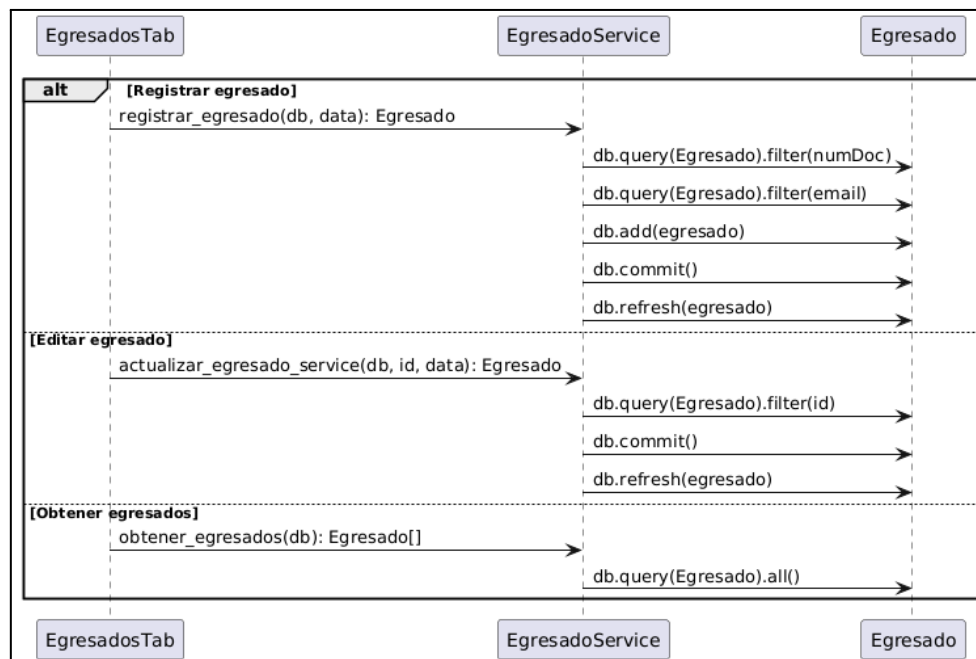 EgresadosTab EgresadoService Egresado
alt [Registrar egresado]
registrar_egresado(db, data): Egresado
db.query(Egresado).filter(numDoc)
db.query(Egresado).filter(email)
db.add(egresado)
db.commit()
db.refresh(egresado)
[Editar egresado]
actualizar_egresado_service(db, id, data): Egresado
db.query(Egresado).filter(id)
db.commit()
db.refresh(egresado)
[Obtener egresados]
obtener_egresados(db): Egresado[]
db.query(Egresado).all()
EgresadosTab EgresadoService Egresado